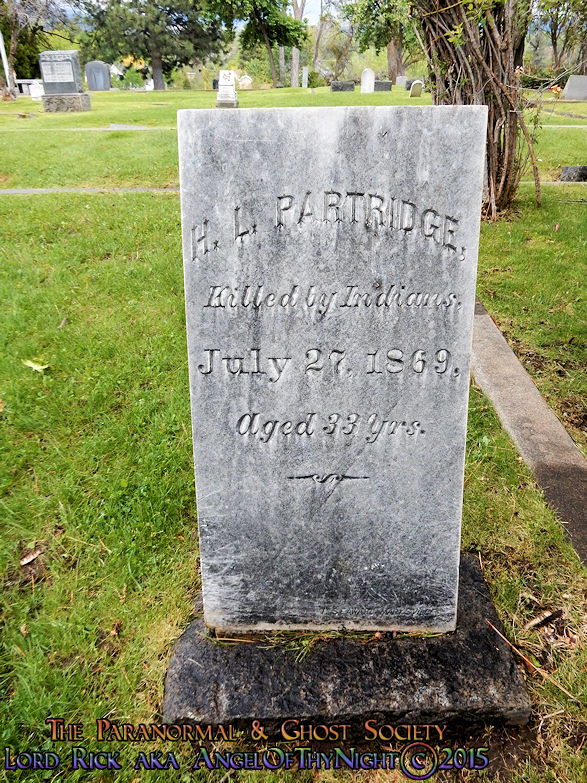 H. L. PARTRIDGE,
Killed by Indians.
July 27, 1869,
Aged 33 Yrs.
THE PARANORMAL & GHOST SOCIETY
LORD RICK AKA ANGELOFTHYNIGHT © 2015